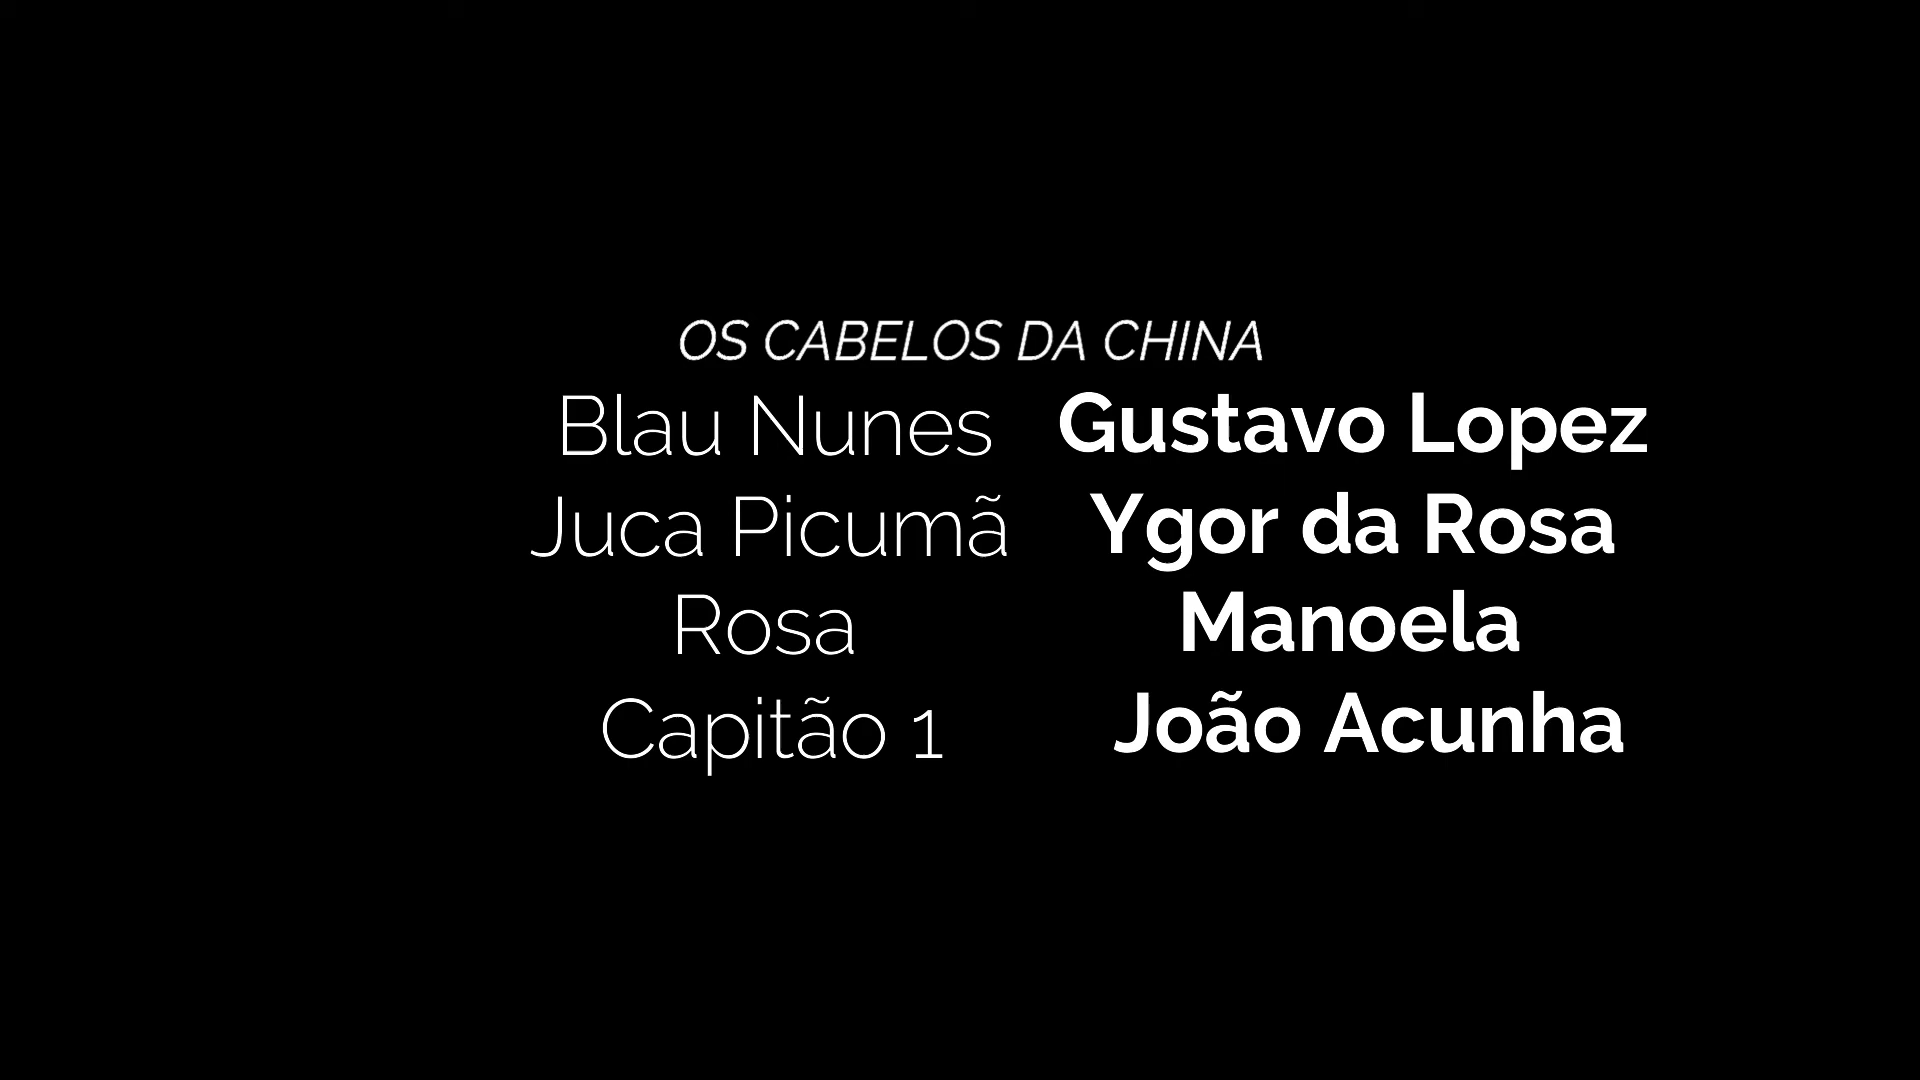 OS CABELOS DA CHINA
Blau Nunes Gustavo Lopez
Juca Picumã Ygor da Rosa
Rosa Manoela
Capitão 1 João Acunha